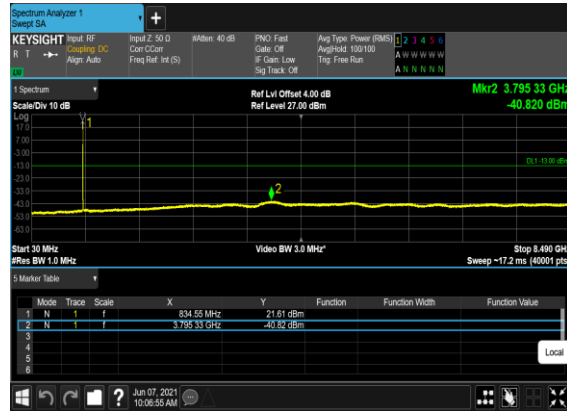 Spectrum Analyzer 1
Swept SA
KEYSIGHT Input: RF Input Z: 50 Ω #Atten: 40 dB PNO: Fast Avg Type: Power (RMS) 1 2 3 4 5 6
R T Coupling: DC Corr CCorr Gate: Off Avg|Hold: 100/100 A W W W W W
Align: Auto Freq Ref: Int (S) IF Gain: Low Trig: Free Run
Sig Track: Off A N N N N N
1 Spectrum Ref Lvl Offset 4.00 dB Mkr2 3.795 33 GHz
Scale/Div 10 dB Ref Level 27.00 dBm -40.820 dBm
Log
17.0
7.00
-3.00
-13.0
-23.0
-33.0
-43.0
-53.0
-63.0
1
DL1 -13.00 dBm
2
Start 30 MHz Video BW 3.0 MHz* Stop 8.490 GHz
#Res BW 1.0 MHz Sweep ~17.2 ms (40001 pts)
5 Marker Table
Mode Trace Scale X Y Function Function Width Function Value
1 N 1 f 834.55 MHz 21.61 dBm
2 N 1 f 3.795 33 GHz -40.82 dBm
3
4
5
6
Local
? Jun 07, 2021
10:06:55 AM